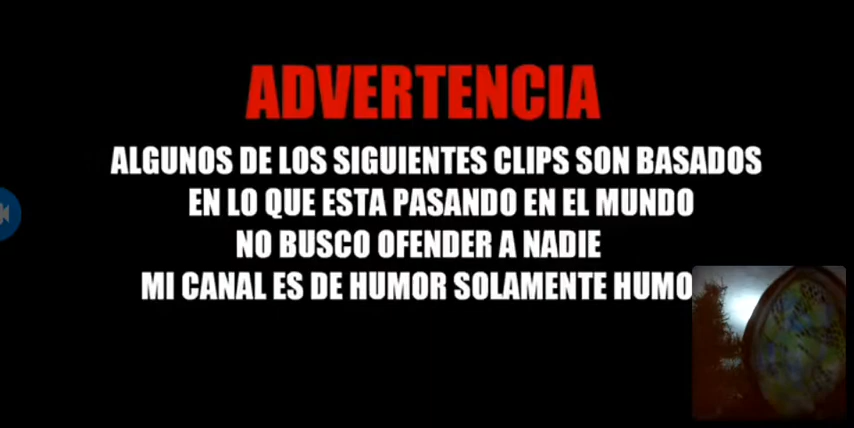 ADVERTENCIA
ALGUNOS DE LOS SIGUIENTES CLIPS SON BASADOS
EN LO QUE ESTA PASANDO EN EL MUNDO
NO BUSCO OFENDER A NADIE
MI CANAL ES DE HUMOR SOLAMENTE HUMO